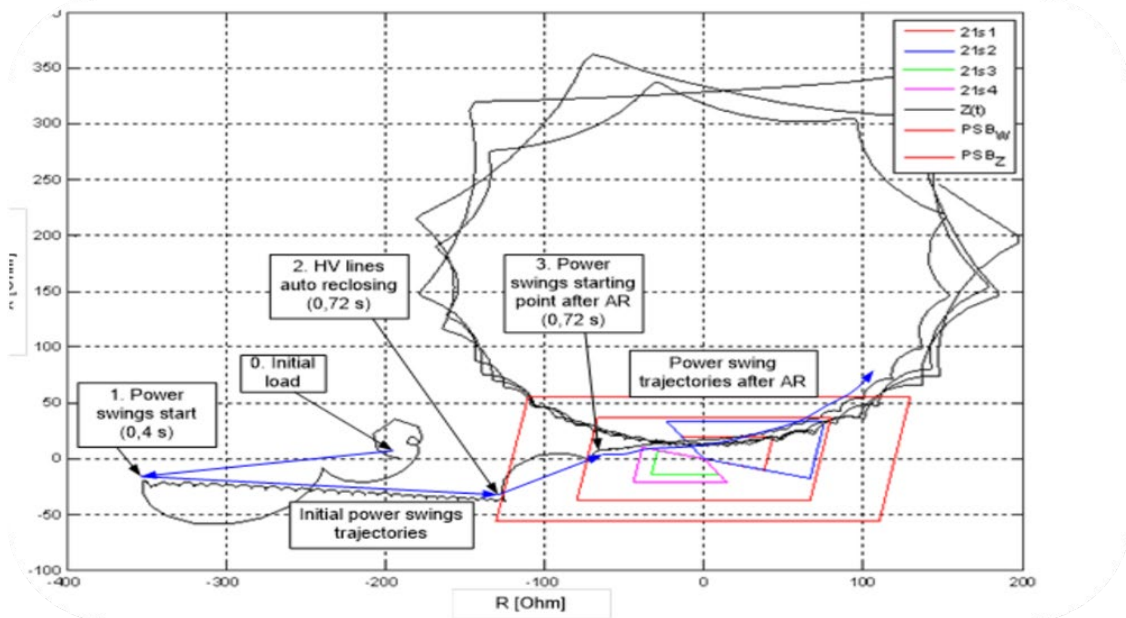 350
300
250
200
150
100
50
0
-50
-100
-400
-300
-200
-100
0
100
200
R [Ohm]
21s1
21s2
21s3
21s4
Z(t)
PSB_W
PSB_Z
2. HV lines
auto reclosing
(0,72 s)
3. Power
swings starting
point after AR
(0,72 s)
0. Initial
load
Power swing
trajectories after AR
1. Power
swings start
(0,4 s)
Initial power swings
trajectories